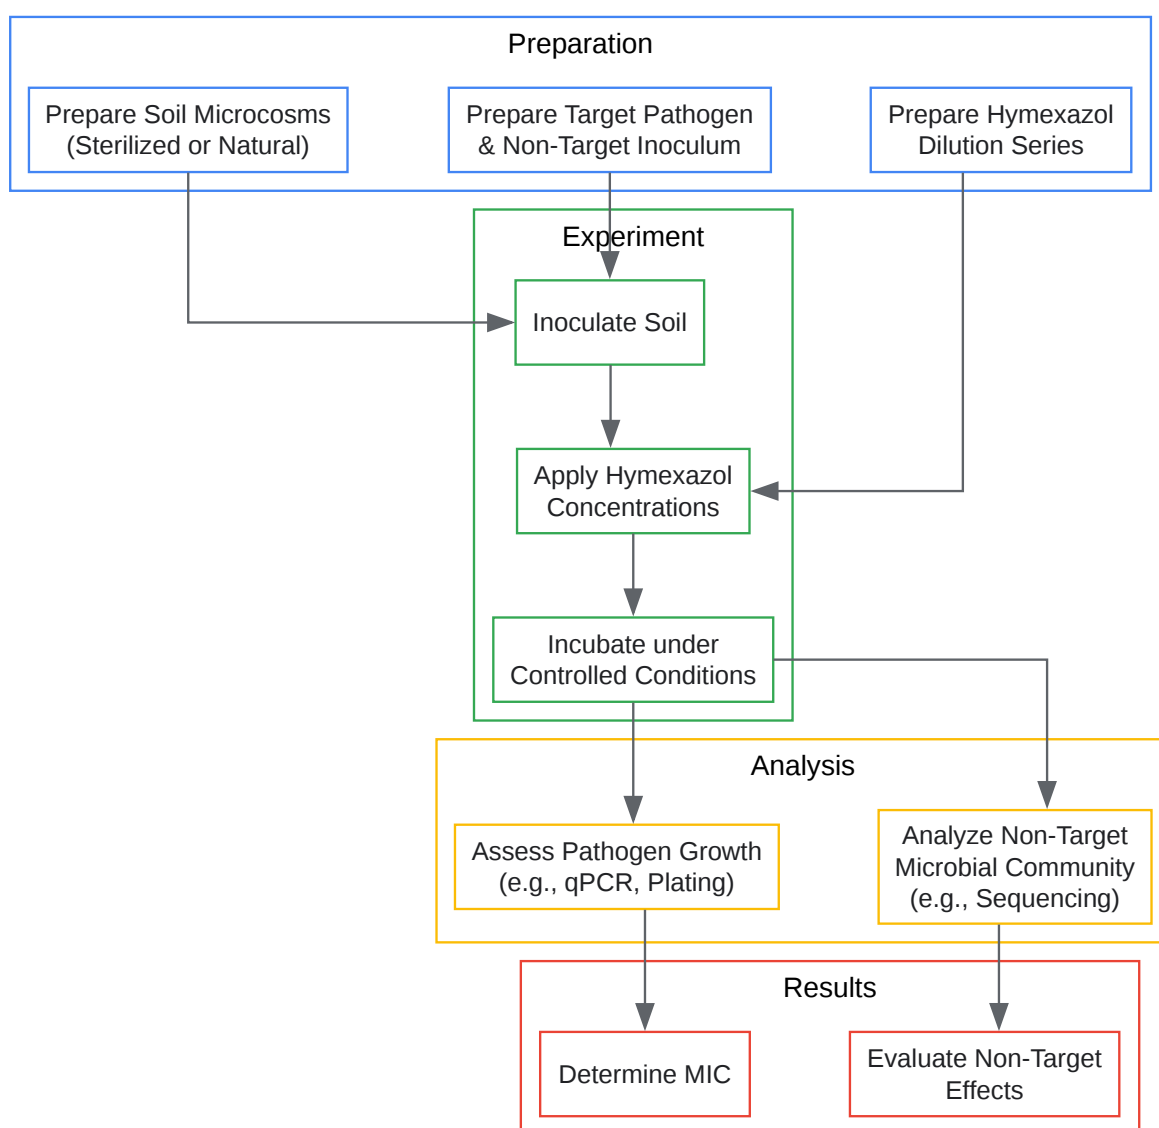 Preparation
Prepare Soil Microcosms
(Sterilized or Natural)
Prepare Target Pathogen
& Non-Target Inoculum
Prepare Hymexazol
Dilution Series
Experiment
Inoculate Soil
Apply Hymexazol
Concentrations
Incubate under
Controlled Conditions
Analysis
Assess Pathogen Growth
(e.g., qPCR, Plating)
Analyze Non-Target
Microbial Community
(e.g., Sequencing)
Results
Determine MIC
Evaluate Non-Target
Effects